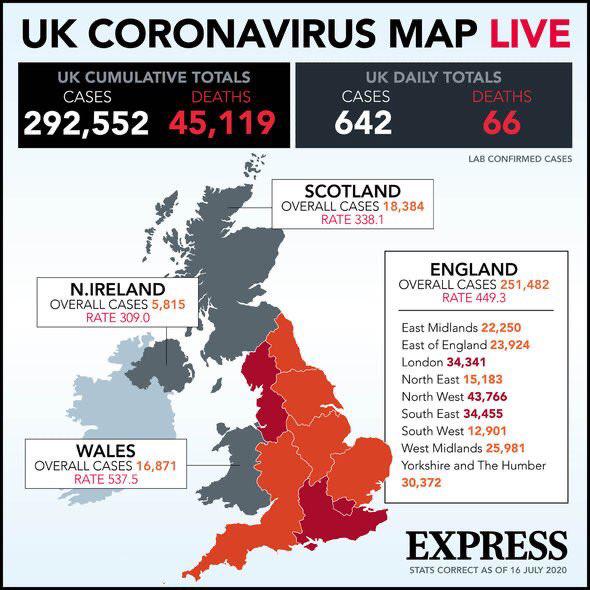 UK CORONAVIRUS MAP LIVE
UK CUMULATIVE TOTALS
CASES DEATHS
292,552 45,119
UK DAILY TOTALS
CASES DEATHS
642 66
LAB CONFIRMED CASES
SCOTLAND
OVERALL CASES 18,384
RATE 338.1
N.IRELAND
OVERALL CASES 5,815
RATE 309.0
ENGLAND
OVERALL CASES 251,482
RATE 449.3
East Midlands 22,250
East of England 23,924
London 34,341
North East 15,183
North West 43,766
South East 34,455
South West 12,901
West Midlands 25,981
Yorkshire and The Humber
30,372
WALES
OVERALL CASES 16,871
RATE 537.5
EXPRESS
STATS CORRECT AS OF 16 JULY 2020